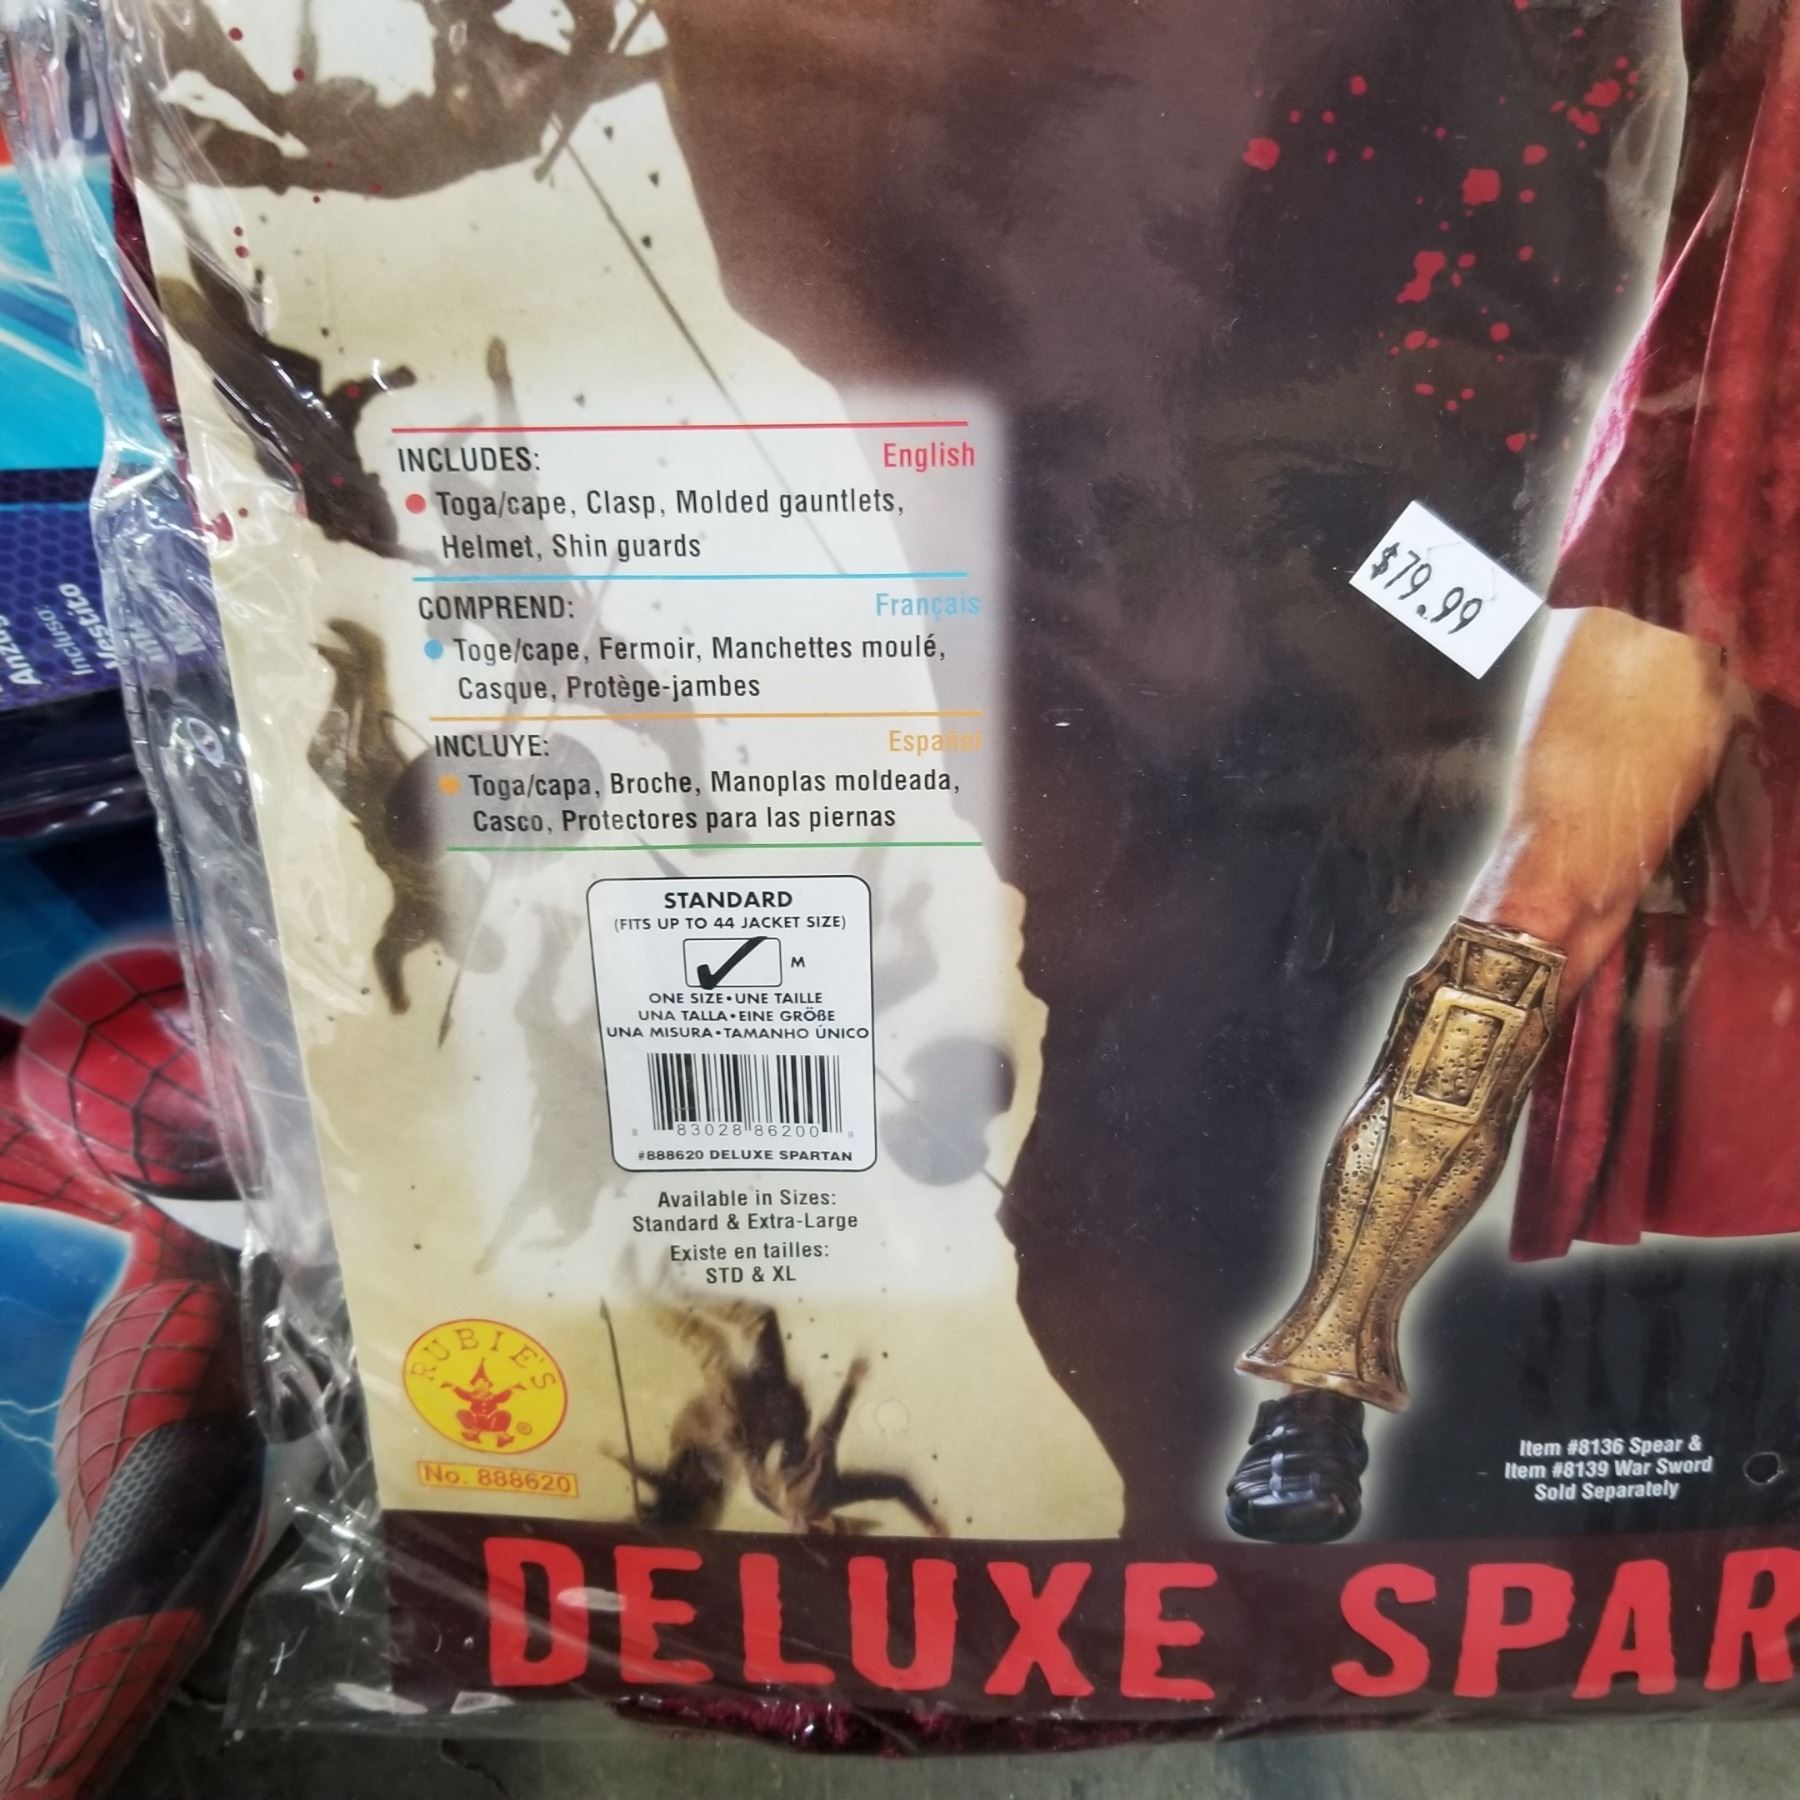 INCLUDES: English
Toga/cape, Clasp, Molded gauntlets,
Helmet, Shin guards
COMPREND: Français
Toge/cape, Fermoir, Manchettes moulé,
Casque, Protège-jambes
INCLUYE: Español
Toga/capa, Broche, Manoplas moldeada,
Casco, Protectores para las piernas
$79.99
STANDARD
(FITS UP TO 44 JACKET SIZE)
M
ONE SIZE•UNE TAILLE
UNA TALLA•EINE GRÖßE
UNA MISURA•TAMANHO ÚNICO
8 83028 86200 9
#888620 DELUXE SPARTAN
Available in Sizes:
Standard & Extra-Large
Existe en tailles:
STD & XL
RUBIE'S
®
No. 888620
Item #8136 Spear &
Item #8139 War Sword
Sold Separately
DELUXE SPAR
Incluso:
Vestito